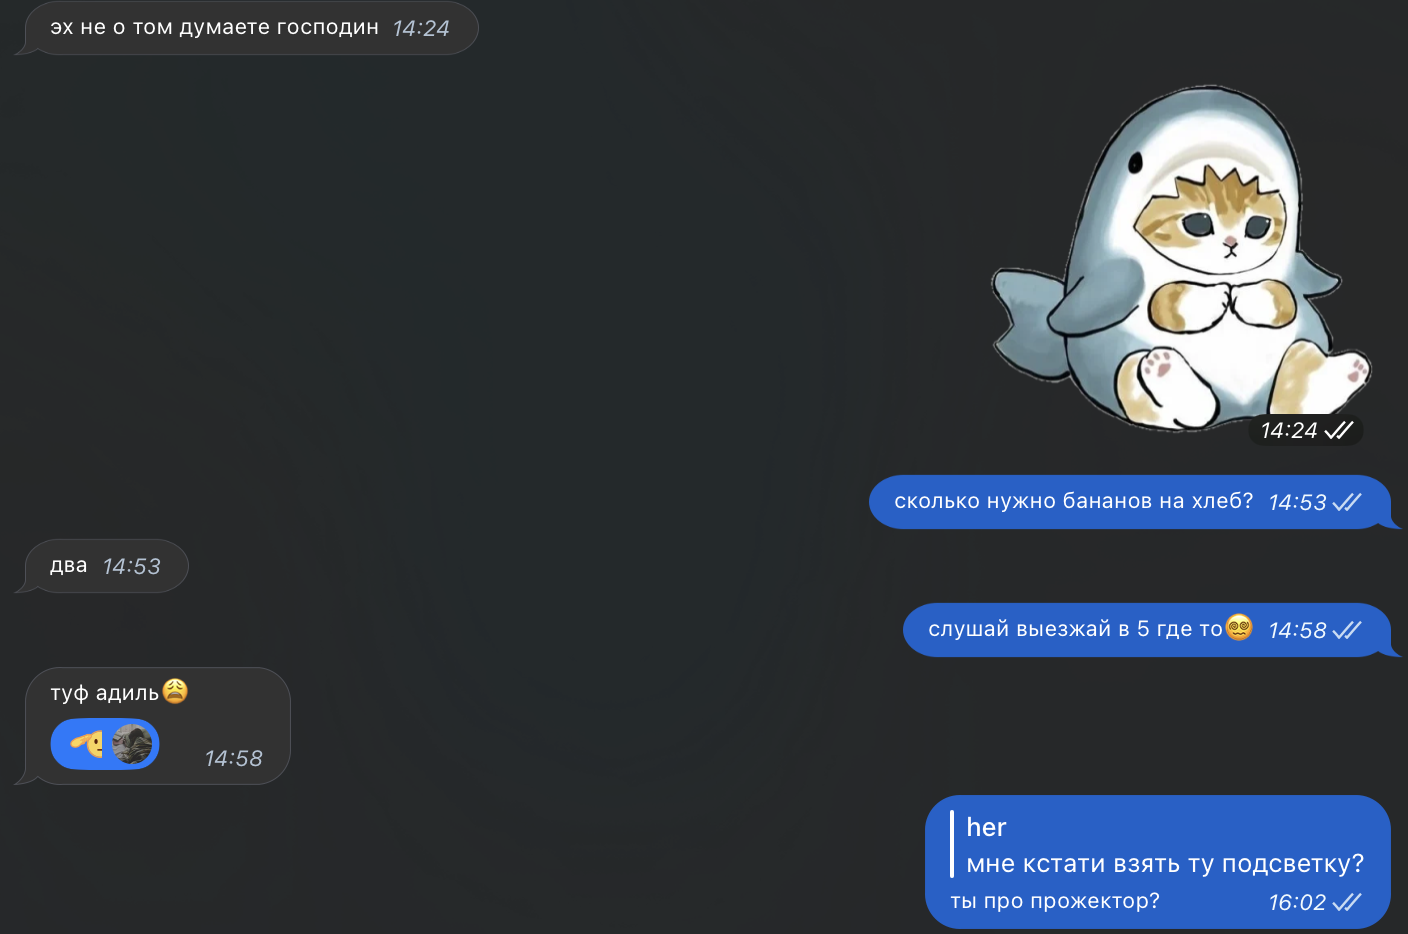 эх не о том думаете господин 14:24
14:24
сколько нужно бананов на хлеб? 14:53
два 14:53
слушай выезжай в 5 где то😵‍💫 14:58
туф адиль😩
14:58
her
мне кстати взять ту подсветку?
ты про прожектор? 16:02